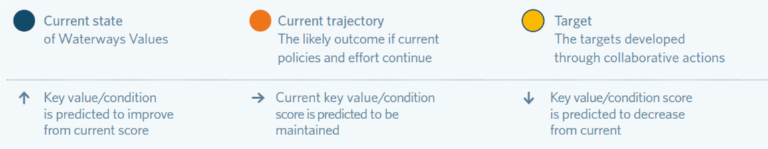 Current state
of Waterways Values
Current trajectory
The likely outcome if current
policies and effort continue
Target
The targets developed
through collaborative actions
Key value/condition
is predicted to improve
from current score
Current key value/condition
score is predicted to be
maintained
Key value/condition score
is predicted to decrease
from current